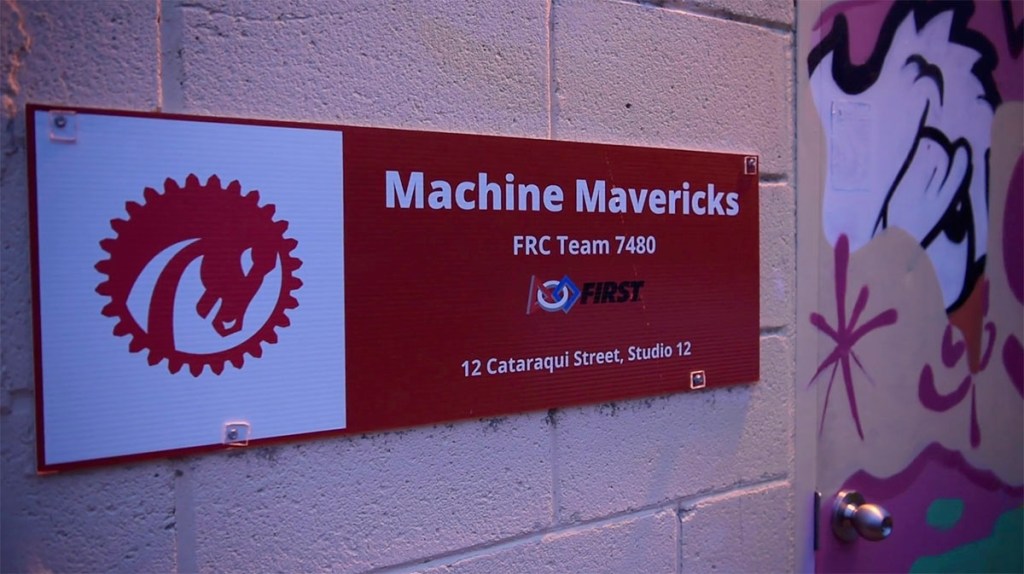 Machine Mavericks
FRC Team 7480
FIRST
12 Cataraqui Street, Studio 12